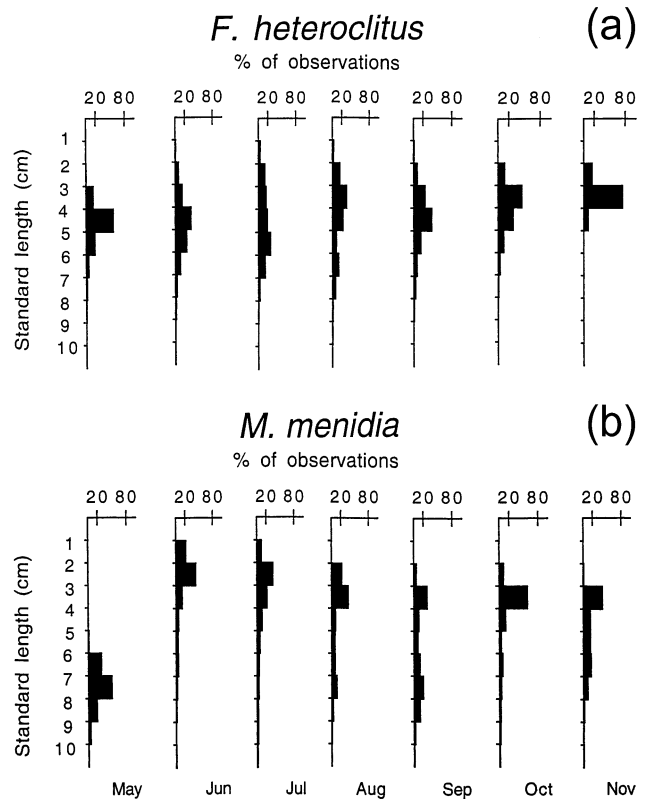 F. heteroclitus (a)
% of observations
20 80 20 80 20 80 20 80 20 80 20 80 20 80
Standard length (cm)
1
2
3
4
5
6
7
8
9
10
M. menidia (b)
% of observations
20 80 20 80 20 80 20 80 20 80 20 80 20 80
Standard length (cm)
1
2
3
4
5
6
7
8
9
10
May Jun Jul Aug Sep Oct Nov